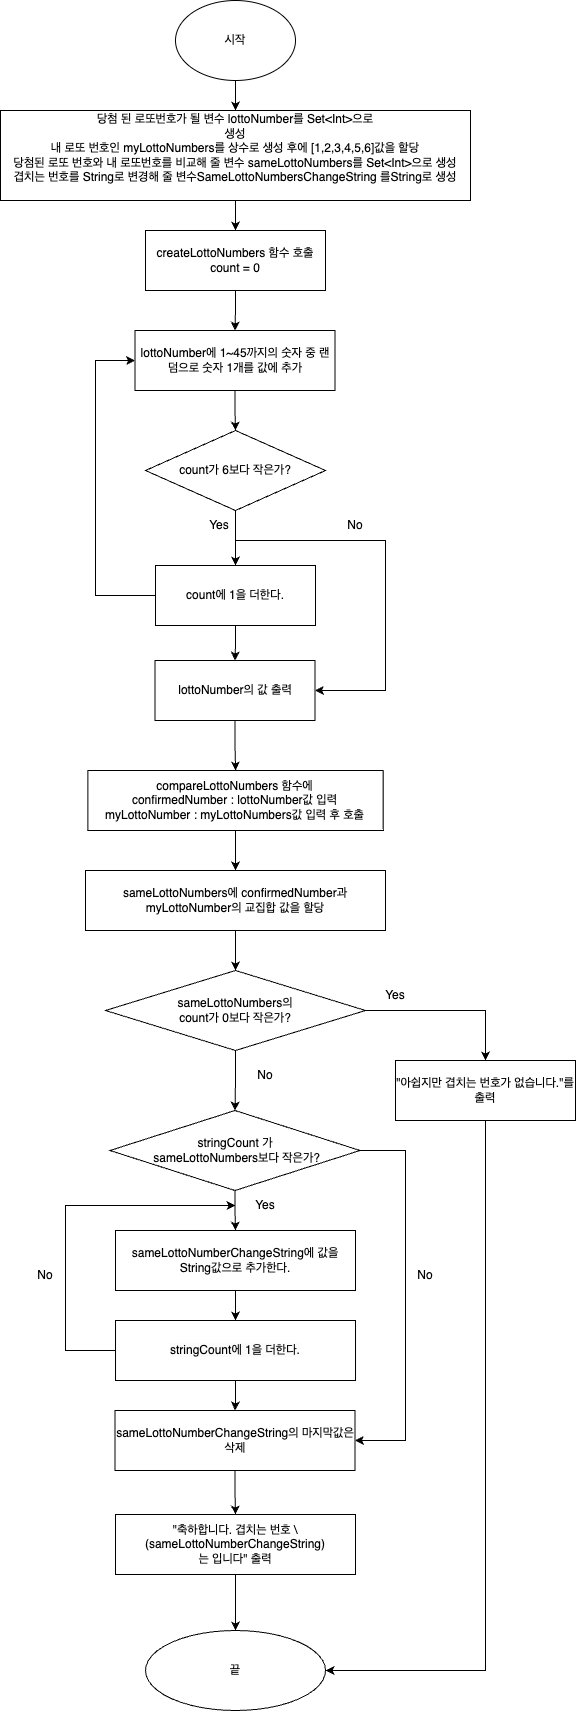 시작
당첨 된 로또번호가 될 변수 lottoNumber를 Set<Int>으로
생성
내 로또 번호인 myLottoNumbers를 상수로 생성 후에 [1,2,3,4,5,6]값을 할당
당첨된 로또 번호와 내 로또번호를 비교해 줄 변수 sameLottoNumbers를 Set<Int>으로 생성
겹치는 번호를 String로 변경해 줄 변수SameLottoNumbersChangeString 를String로 생성
createLottoNumbers 함수 호출
count = 0
lottoNumber에 1~45까지의 숫자 중 랜
덤으로 숫자 1개를 값에 추가
count가 6보다 작은가?
Yes
No
count에 1을 더한다.
lottoNumber의 값 출력
compareLottoNumbers 함수에
confirmedNumber : lottoNumber값 입력
myLottoNumber : myLottoNumbers값 입력 후 호출
sameLottoNumbers에 confirmedNumber과
myLottoNumber의 교집합 값을 할당
sameLottoNumbers의
count가 0보다 작은가?
Yes
No
"아쉽지만 겹치는 번호가 없습니다."를
출력
stringCount 가
sameLottoNumbers보다 작은가?
Yes
sameLottoNumberChangeString에 값을
String값으로 추가한다.
No
No
stringCount에 1을 더한다.
sameLottoNumberChangeString의 마지막값은
삭제
"축하합니다. 겹치는 번호 \
(sameLottoNumberChangeString)
는 입니다" 출력
끝